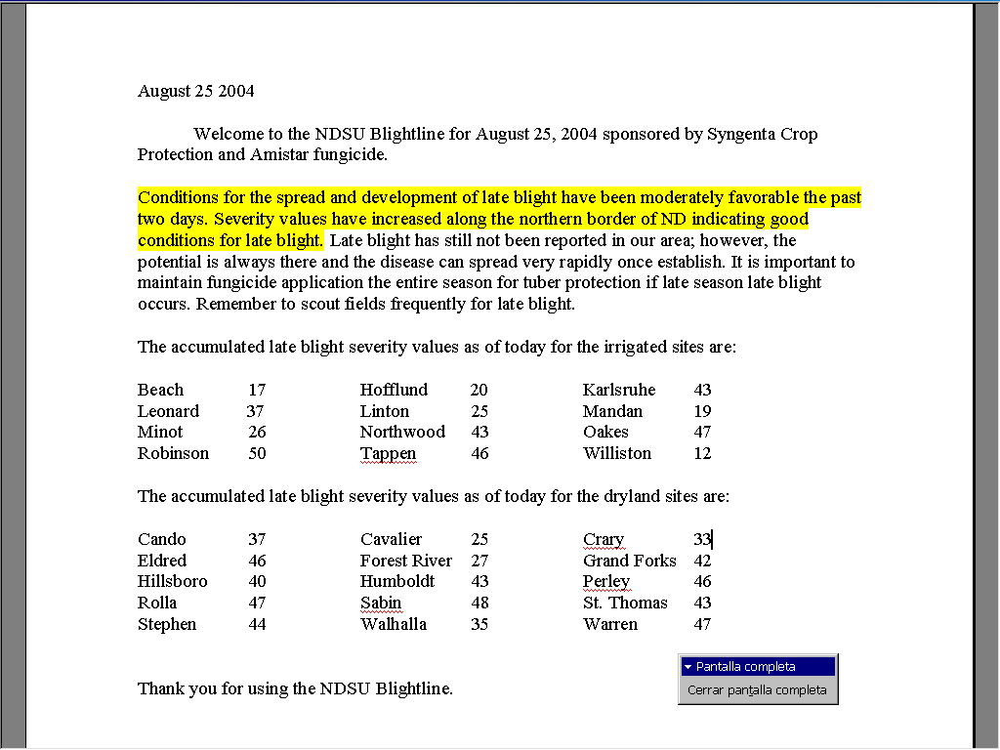 August 25 2004
Welcome to the NDSU Blightline for August 25, 2004 sponsored by Syngenta Crop
Protection and Amistar fungicide.
Conditions for the spread and development of late blight have been moderately favorable the past
two days. Severity values have increased along the northern border of ND indicating good
conditions for late blight. Late blight has still not been reported in our area; however, the
potential is always there and the disease can spread very rapidly once establish. It is important to
maintain fungicide application the entire season for tuber protection if late season late blight
occurs. Remember to scout fields frequently for late blight.
The accumulated late blight severity values as of today for the irrigated sites are:
Beach 17 Hofflund 20 Karlsruhe 43
Leonard 37 Linton 25 Mandan 19
Minot 26 Northwood 43 Oakes 47
Robinson 50 Tappen 46 Williston 12
The accumulated late blight severity values as of today for the dryland sites are:
Cando 37 Cavalier 25 Crary 33
Eldred 46 Forest River 27 Grand Forks 42
Hillsboro 40 Humboldt 43 Perley 46
Rolla 47 Sabin 48 St. Thomas 43
Stephen 44 Walhalla 35 Warren 47
Thank you for using the NDSU Blightline.
Pantalla completa
Cerrar pantalla completa